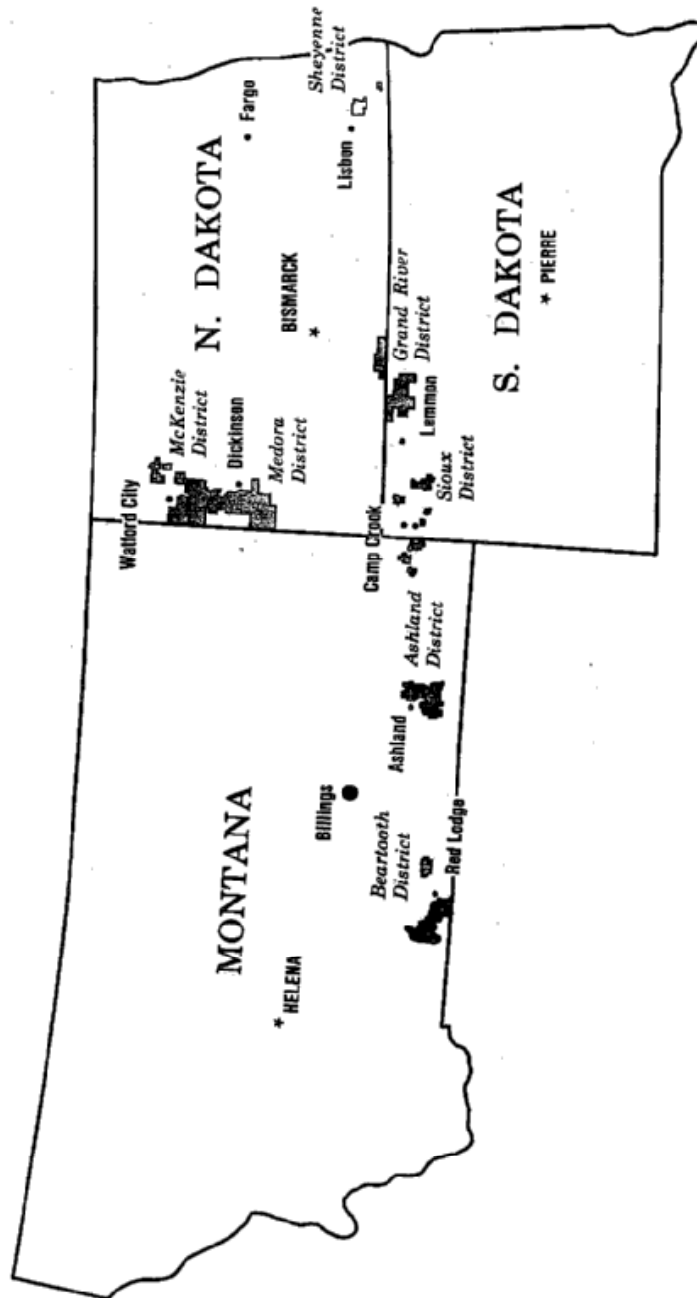 MONTANA
HELENA
Billings
Beartooth
District
Red Lodge
Ashland
Ashland
District
Camp Crook
Sioux
District
N. DAKOTA
Watford City
McKenzie
District
Dickinson
Medora
District
BISMARCK
Fargo
Sheyenne
District
Lisbon
S. DAKOTA
Grand River
District
Lemmon
PIERRE